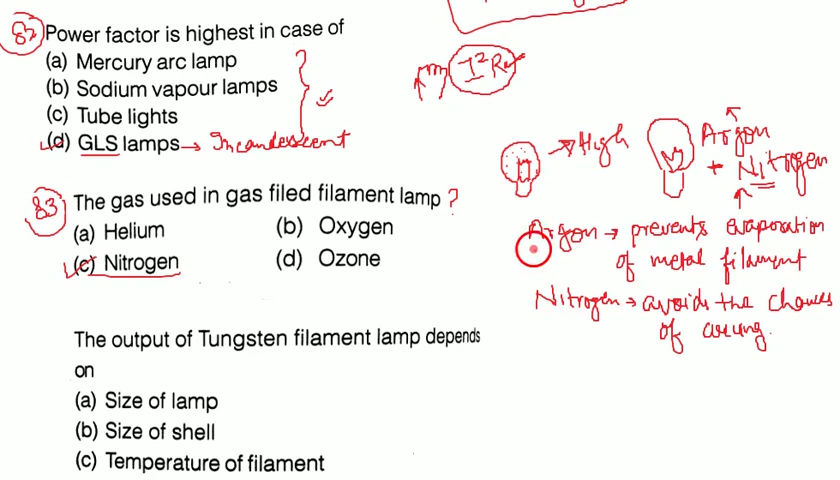 82 Power factor is highest in case of
(a) Mercury arc lamp
(b) Sodium vapour lamps
(c) Tube lights
(d) GLS lamps → Incandescent
I²R
High
Argon
+ Nitrogen
83 The gas used in gas filed filament lamp ?
(a) Helium (b) Oxygen
(c) Nitrogen (d) Ozone
Argon → prevents evaporation
of metal filament
Nitrogen → avoids the chances
of arcing.
The output of Tungsten filament lamp depends
on
(a) Size of lamp
(b) Size of shell
(c) Temperature of filament